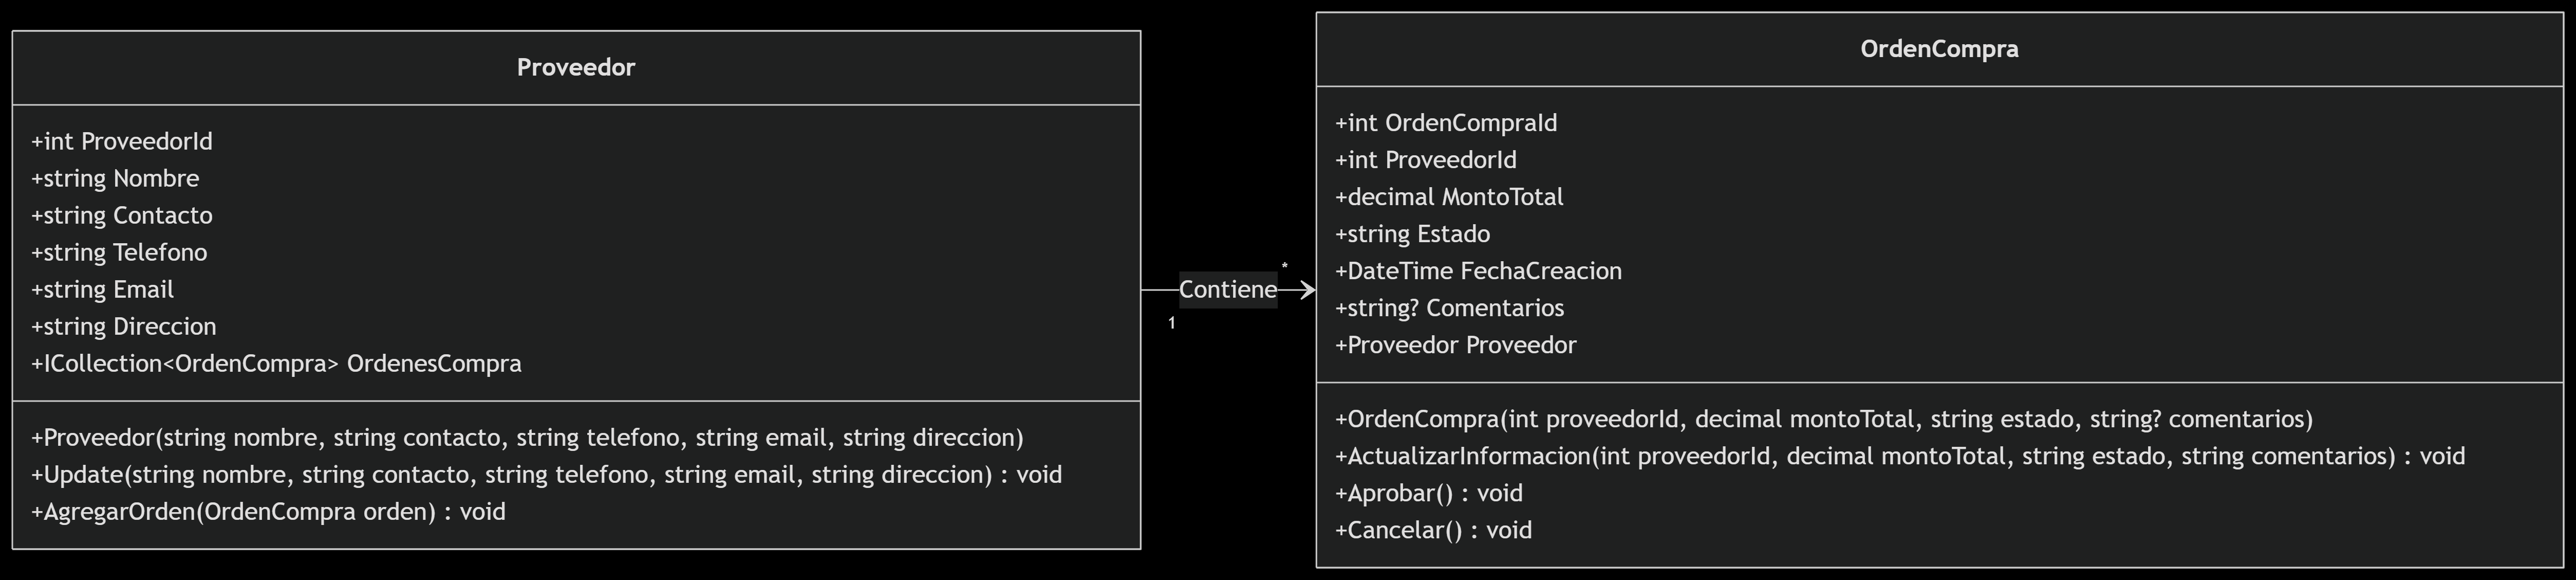 Proveedor
+int ProveedorId
+string Nombre
+string Contacto
+string Telefono
+string Email
+string Direccion
+ICollection<OrdenCompra> OrdenesCompra
+Proveedor(string nombre, string contacto, string telefono, string email, string direccion)
+Update(string nombre, string contacto, string telefono, string email, string direccion) : void
+AgregarOrden(OrdenCompra orden) : void
1
Contiene
*
OrdenCompra
+int OrdenCompraId
+int ProveedorId
+decimal MontoTotal
+string Estado
+DateTime FechaCreacion
+string? Comentarios
+Proveedor Proveedor
+OrdenCompra(int proveedorId, decimal montoTotal, string estado, string? comentarios)
+ActualizarInformacion(int proveedorId, decimal montoTotal, string estado, string comentarios) : void
+Aprobar() : void
+Cancelar() : void